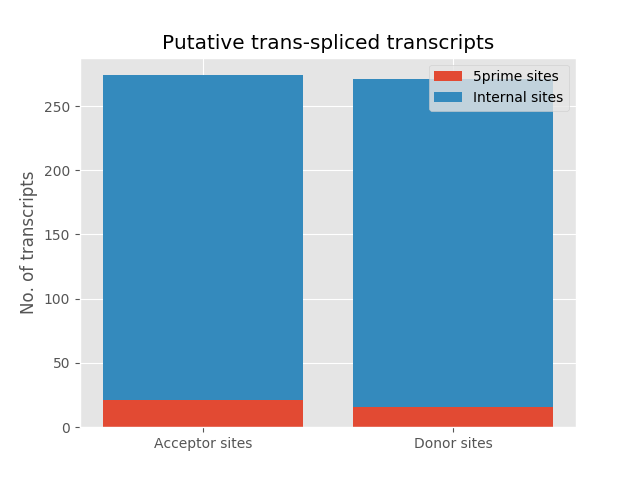 Putative trans-spliced transcripts
5prime sites
Internal sites
No. of transcripts
250
200
150
100
50
0
Acceptor sites
Donor sites